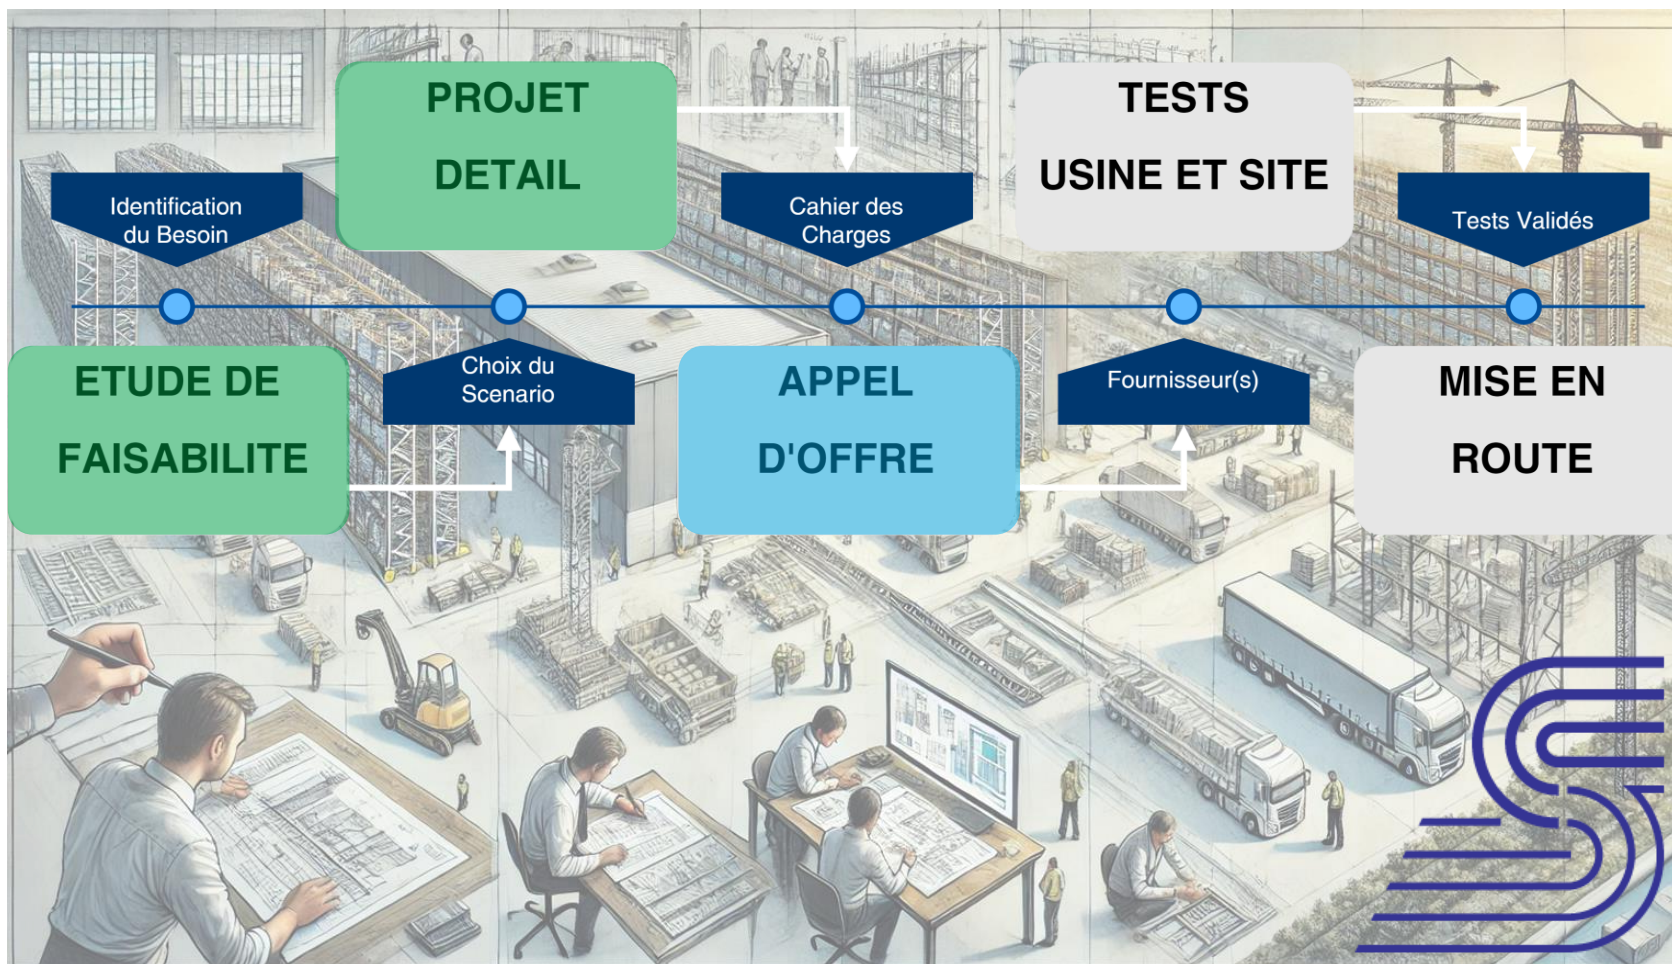 PROJET
DETAIL
TESTS
USINE ET SITE
Identification
du Besoin
Cahier des
Charges
Tests Validés
ETUDE DE
FAISABILITE
Choix du
Scenario
APPEL
D'OFFRE
Fournisseur(s)
MISE EN
ROUTE